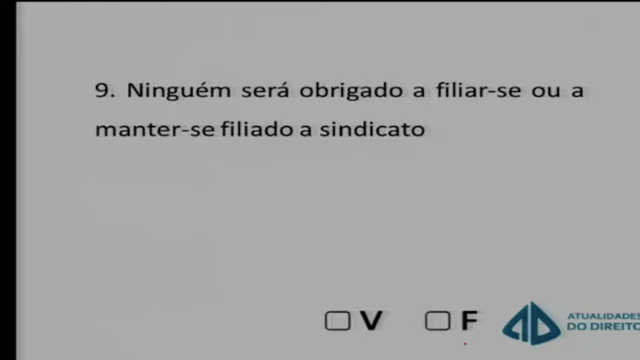 9. Ninguém será obrigado a filiar-se ou a
manter-se filiado a sindicato
V F
ATUALIDADES
DO DIREITO